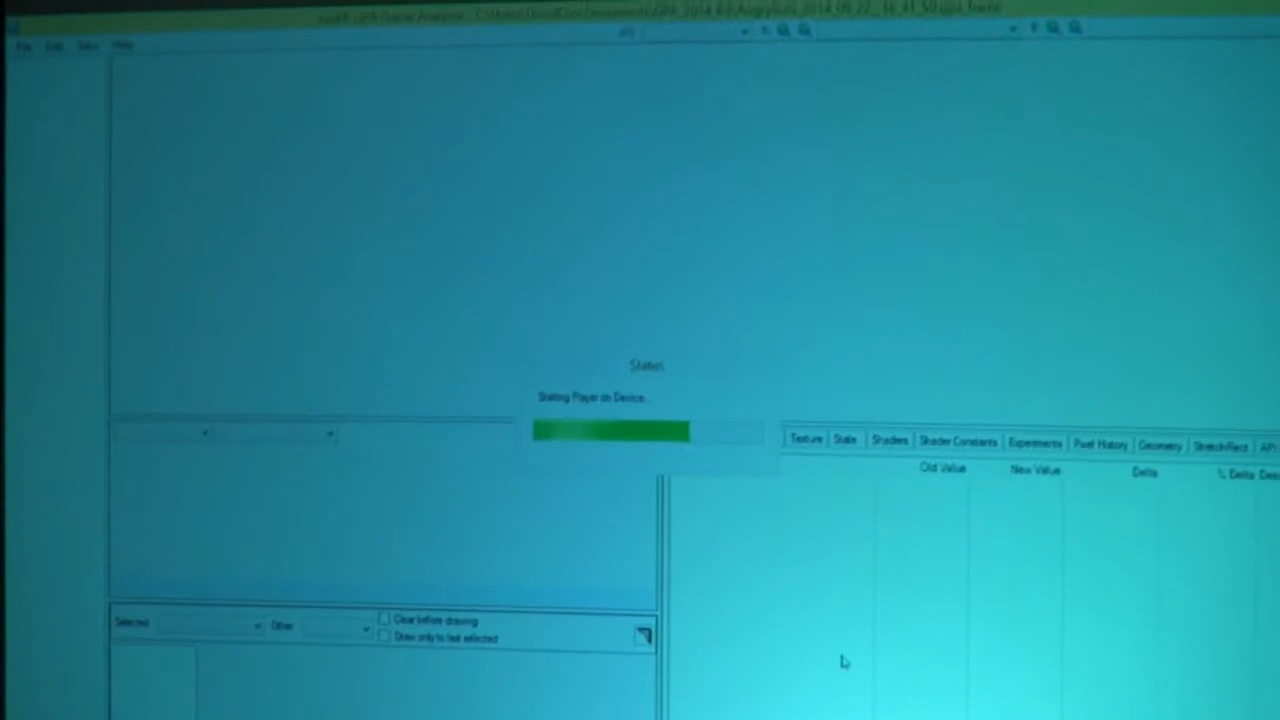 File Edit View Help
Status
Starting Player on Device...
Texture State Shaders Shader Constants Experiments Pixel History Geometry API
Old Value New Value Delta % Delta
Selected Other Clear before drawing
Draw only to last selected